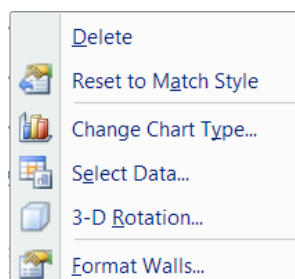 Delete
Reset to Match Style
Change Chart Type...
Select Data...
3-D Rotation...
Format Walls...